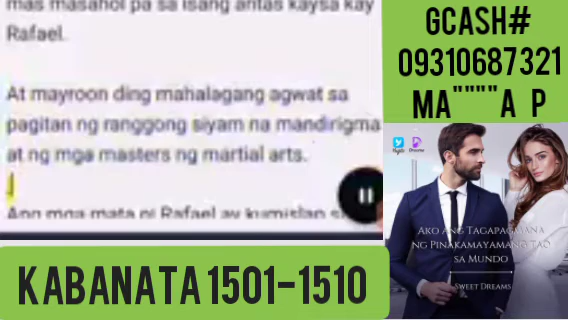 mas masahol pa sa isang antas kaysa kay
Rafael.
At mayroon ding mahalagang agwat sa
pagitan ng ranggong siyam na mandirigma
at ng mga masters ng martial arts.
Ang mga mata ni Rafael ay kumislap
GCASH#
09310687321
MA""""A P
AKO ANG TAGAPAGMANA
NG PINAKAMAYAMANG TAO
SA MUNDO
SWEET DREAMS
KABANATA 1501-1510